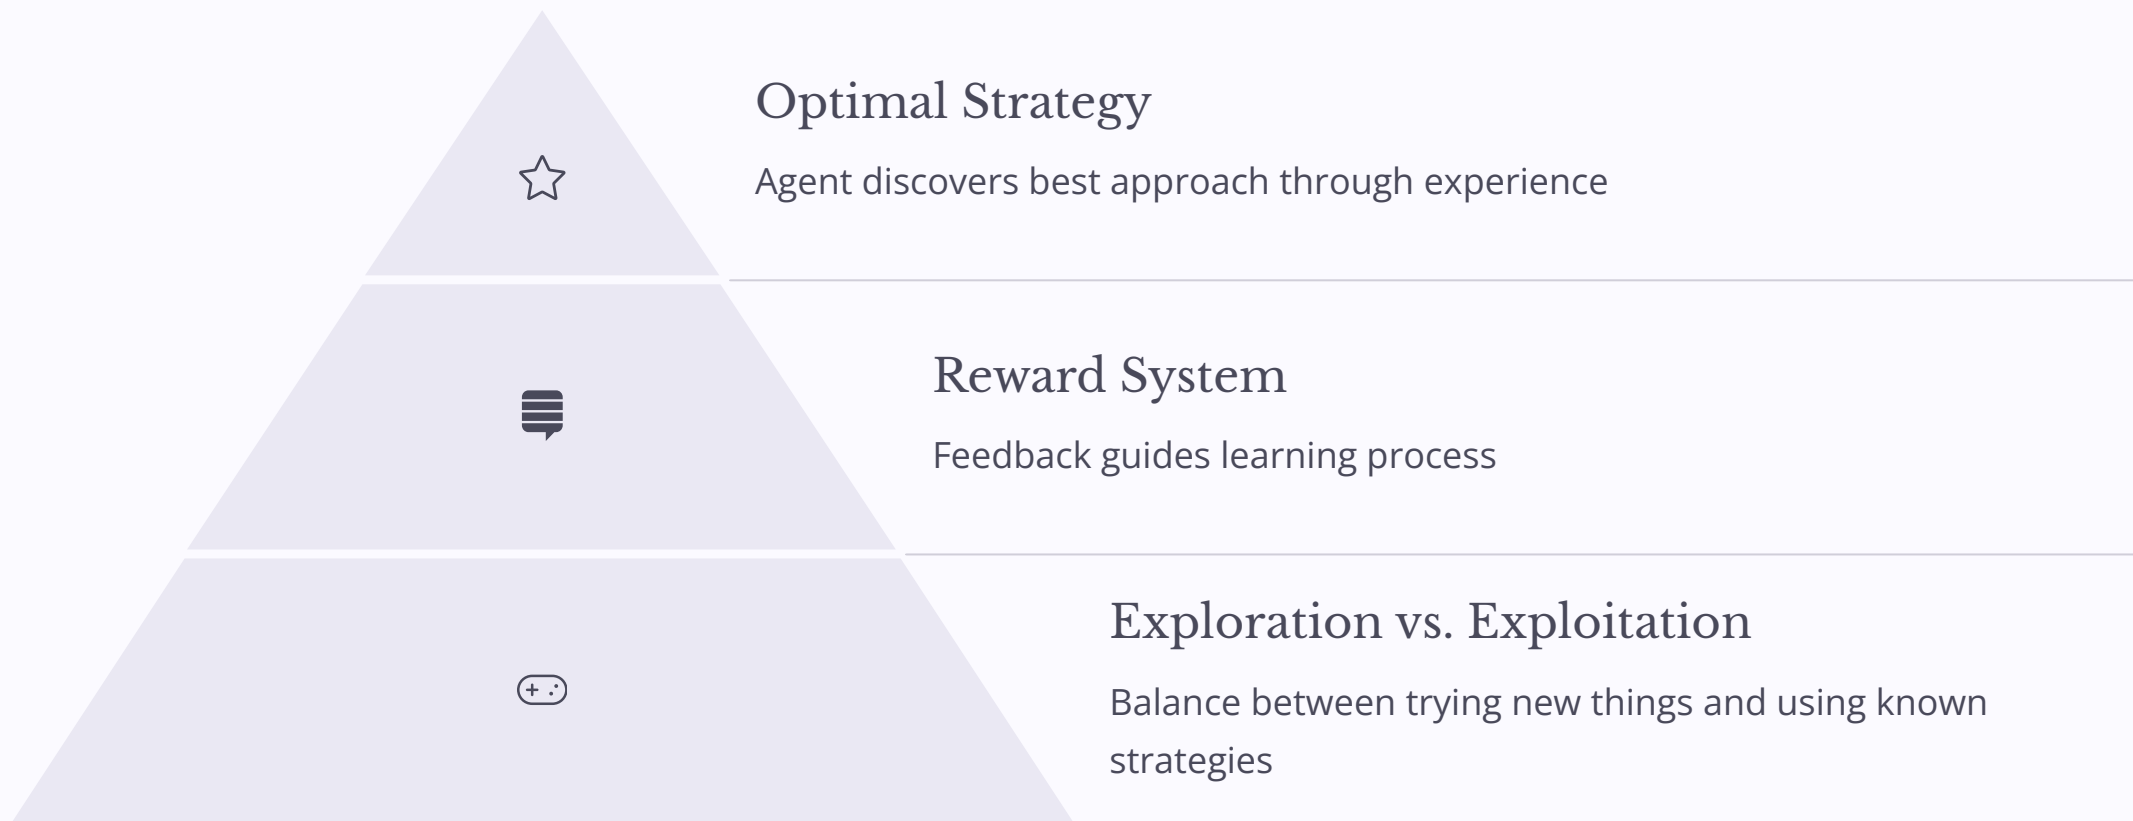 Optimal Strategy
Agent discovers best approach through experience
Reward System
Feedback guides learning process
Exploration vs. Exploitation
Balance between trying new things and using known
strategies